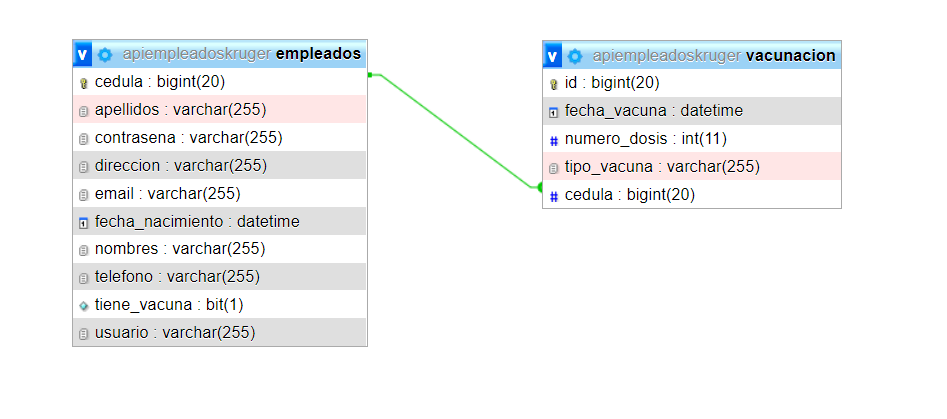 v apiempleadoskruger empleados
cedula : bigint(20)
apellidos : varchar(255)
contrasena : varchar(255)
direccion : varchar(255)
email : varchar(255)
fecha_nacimiento : datetime
nombres : varchar(255)
telefono : varchar(255)
tiene_vacuna : bit(1)
usuario : varchar(255)
v apiempleadoskruger vacunacion
id : bigint(20)
fecha_vacuna : datetime
# numero_dosis : int(11)
tipo_vacuna : varchar(255)
# cedula : bigint(20)